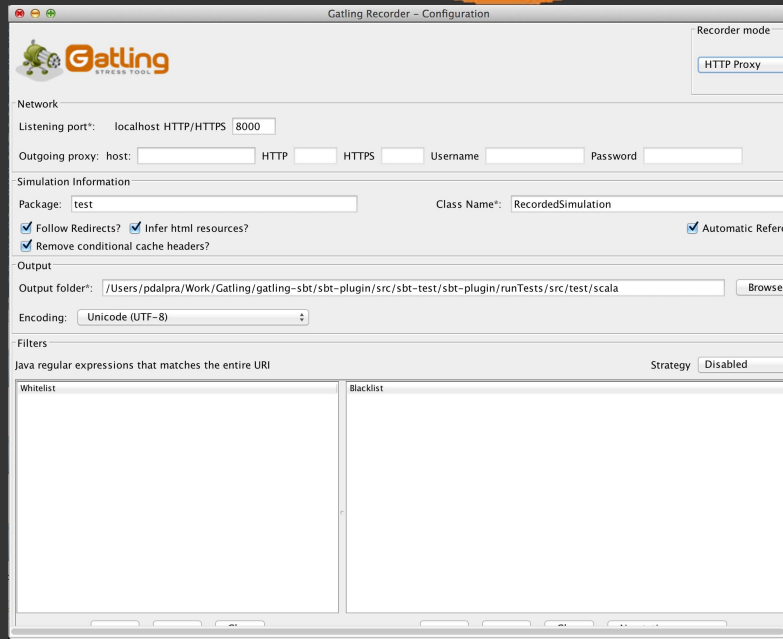 Gatling Recorder – Configuration
Gatling
STRESS TOOL
Recorder mode
HTTP Proxy
Network
Listening port*: localhost HTTP/HTTPS 8000
Outgoing proxy: host: HTTP HTTPS Username Password
Simulation Information
Package: test Class Name*: RecordedSimulation
Follow Redirects? Infer html resources? Automatic
Remove conditional cache headers?
Output
Output folder*: /Users/pdalpra/Work/Gatling/gatling-sbt/sbt-plugin/src/sbt-test/sbt-plugin/runTests/src/test/scala Browse
Encoding: Unicode (UTF-8)
Filters
Java regular expressions that matches the entire URI Strategy Disabled
Whitelist Blacklist